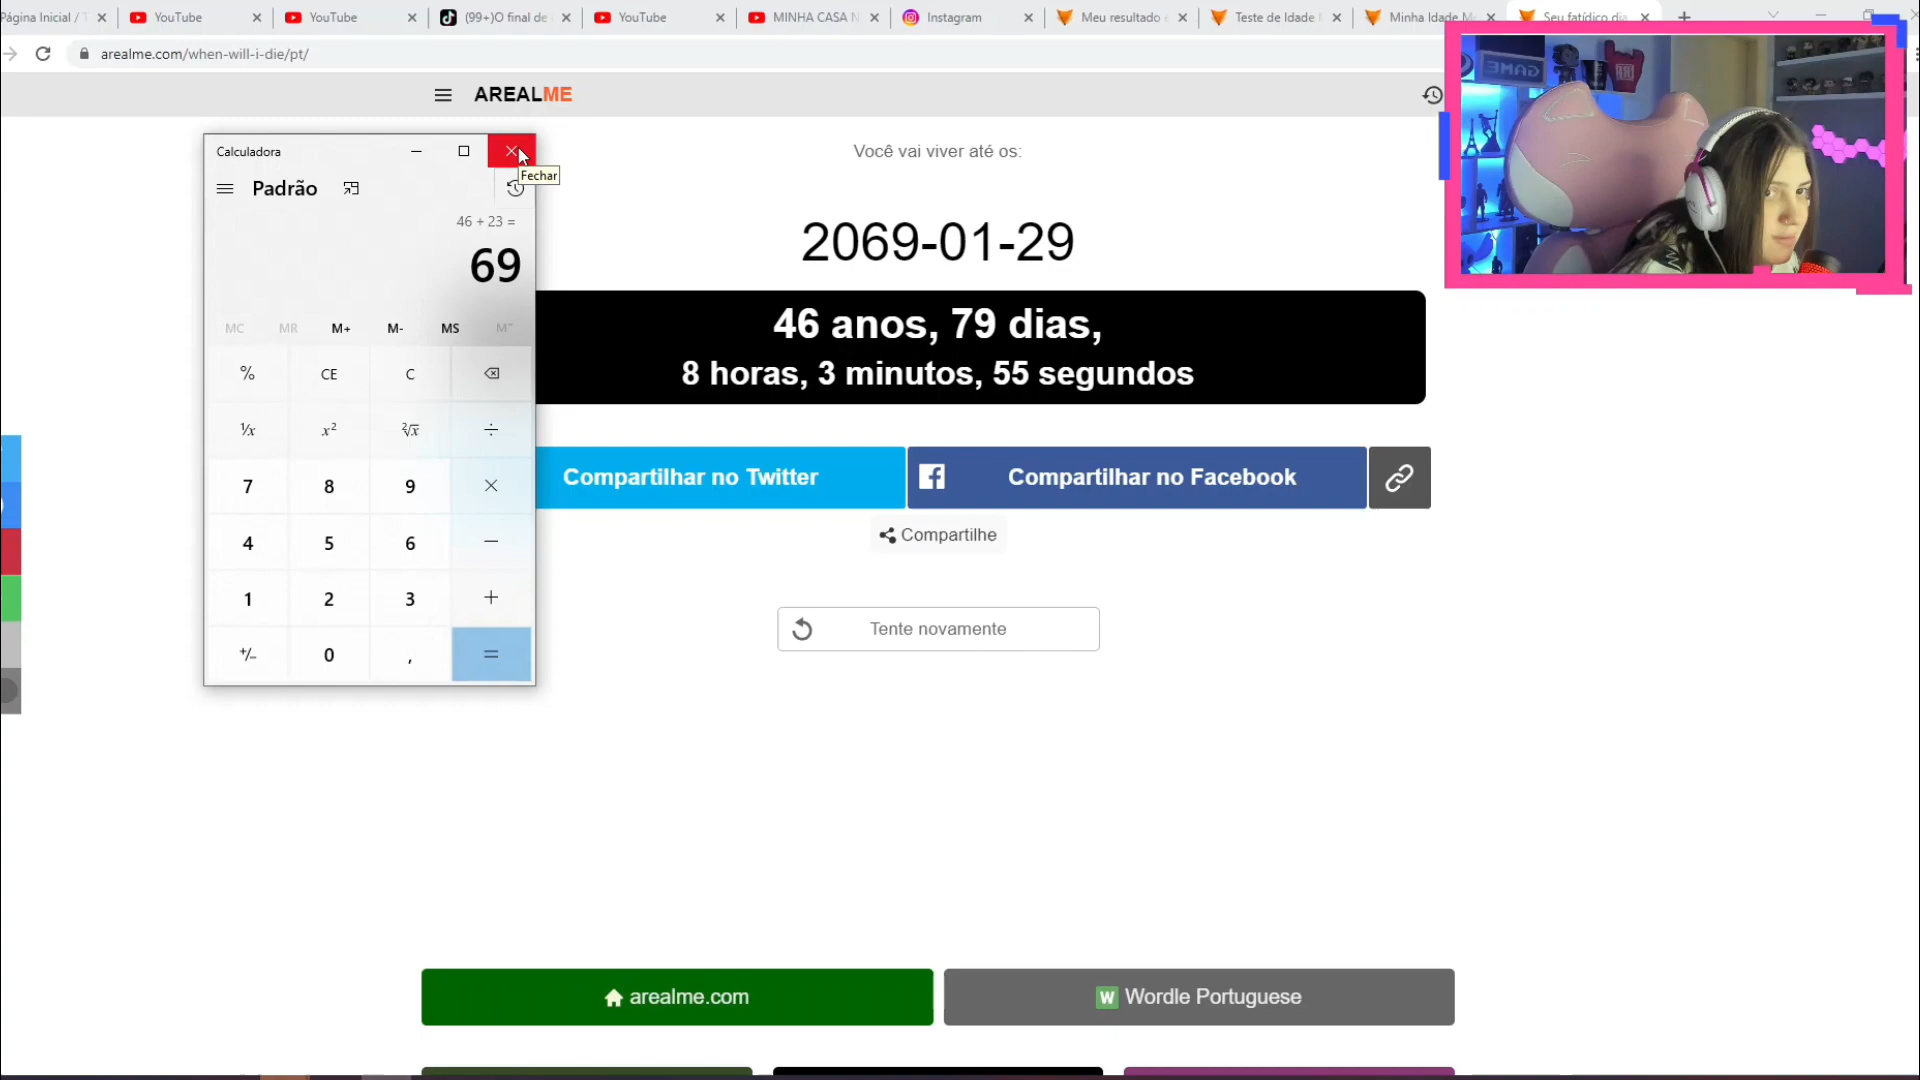 Página Inicial / T
YouTube
YouTube
(99+)O final de
YouTube
MINHA CASA N
Instagram
Meu resultado
Teste de Idade
Minha Idade Me
Seu fatídico dia
arealme.com/when-will-i-die/pt/
AREALME
GAME
Calculadora
Fechar
Padrão
46 + 23 =
69
MC MR M+ M- MS M˅
% CE C
⅟x x² ²√x ÷
7 8 9 ×
4 5 6 −
1 2 3 +
+/− 0 , =
Você vai viver até os:
2069-01-29
46 anos, 79 dias,
8 horas, 3 minutos, 55 segundos
Compartilhar no Twitter
Compartilhar no Facebook
Compartilhe
Tente novamente
arealme.com
W Wordle Portuguese